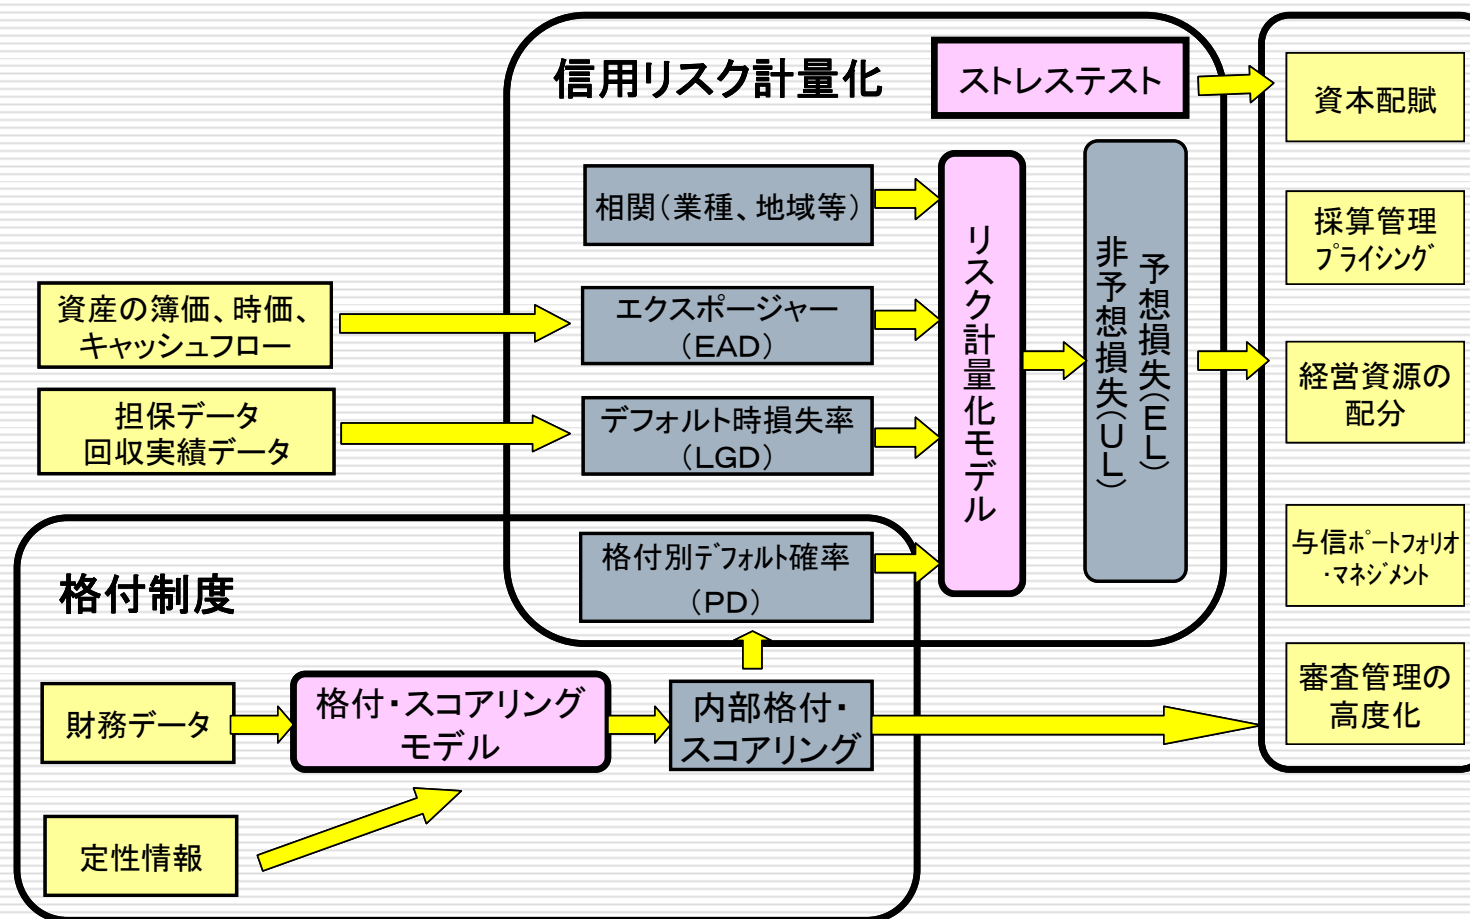 信用リスク計量化
ストレステスト
資本配賦
相関（業種、地域等）
採算管理
ﾌﾟﾗｲｼﾝｸﾞ
資産の簿価、時価、
キャッシュフロー
エクスポージャー
（EAD）
リスク計量化モデル
予想損失（EL）
非予想損失（UL）
経営資源の
配分
担保データ
回収実績データ
デフォルト時損失率
（LGD）
格付制度
格付別ﾃﾞﾌｫﾙﾄ確率
（PD）
与信ﾎﾟｰﾄﾌｫﾘｵ
・ﾏﾈｼﾞﾒﾝﾄ
財務データ
格付・スコアリング
モデル
内部格付・
スコアリング
審査管理の
高度化
定性情報